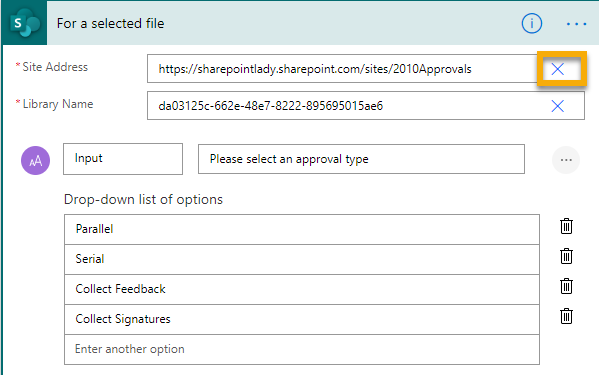 For a selected file
* Site Address
https://sharepointlady.sharepoint.com/sites/2010Approvals
* Library Name
da03125c-662e-48e7-8222-895695015ae6
AA
Input
Please select an approval type
Drop-down list of options
Parallel
Serial
Collect Feedback
Collect Signatures
Enter another option